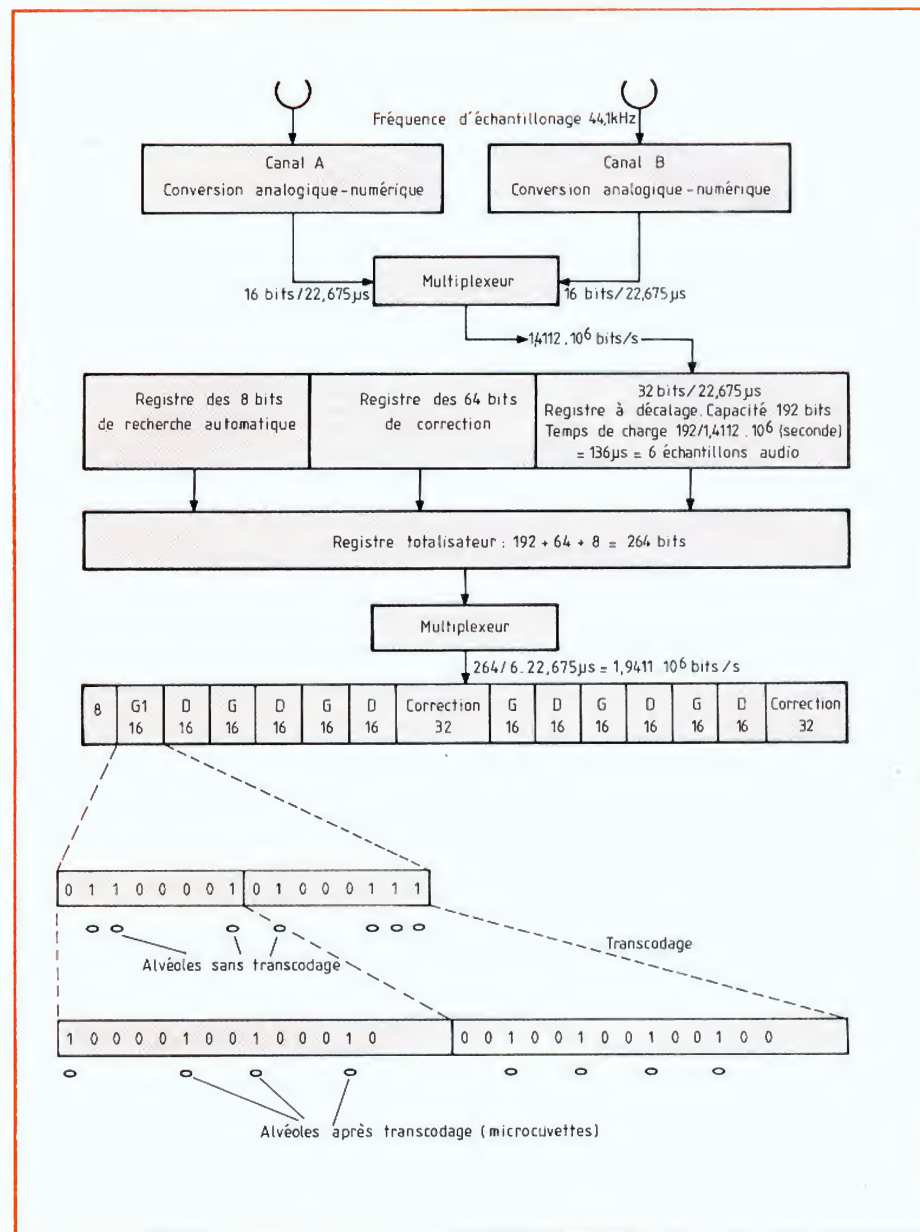 Fréquence d'échantillonage 44,1kHz
Canal A
Conversion analogique-numérique
Canal B
Conversion analogique-numérique
Multiplexeur
16 bits/22,675µs
16 bits/22,675µs
1,4112.10⁶ bits/s
Registre des 8 bits
de recherche automatique
Registre des 64 bits
de correction
32 bits/22,675µs
Registre à décalage. Capacité 192 bits
Temps de charge 192/1,4112.10⁶ (seconde)
= 136µs = 6 échantillons audio
Registre totalisateur : 192 + 64 + 8 = 264 bits
Multiplexeur
264/6.22,675µs = 1,9411 10⁶ bits/s
8 G1 D G D G D Correction G D G D G D Correction
16 16 16 16 16 16 32 16 16 16 16 16 16 32
0 1 1 0 0 0 0 1 0 1 0 0 0 1 1 1
Transcodage
Alvéoles sans transcodage
1 0 0 0 0 1 0 0 1 0 0 0 1 0 0 0 1 0 0 1 0 0 1 0 0 1 0 0
Alvéoles après transcodage (microcuvettes)